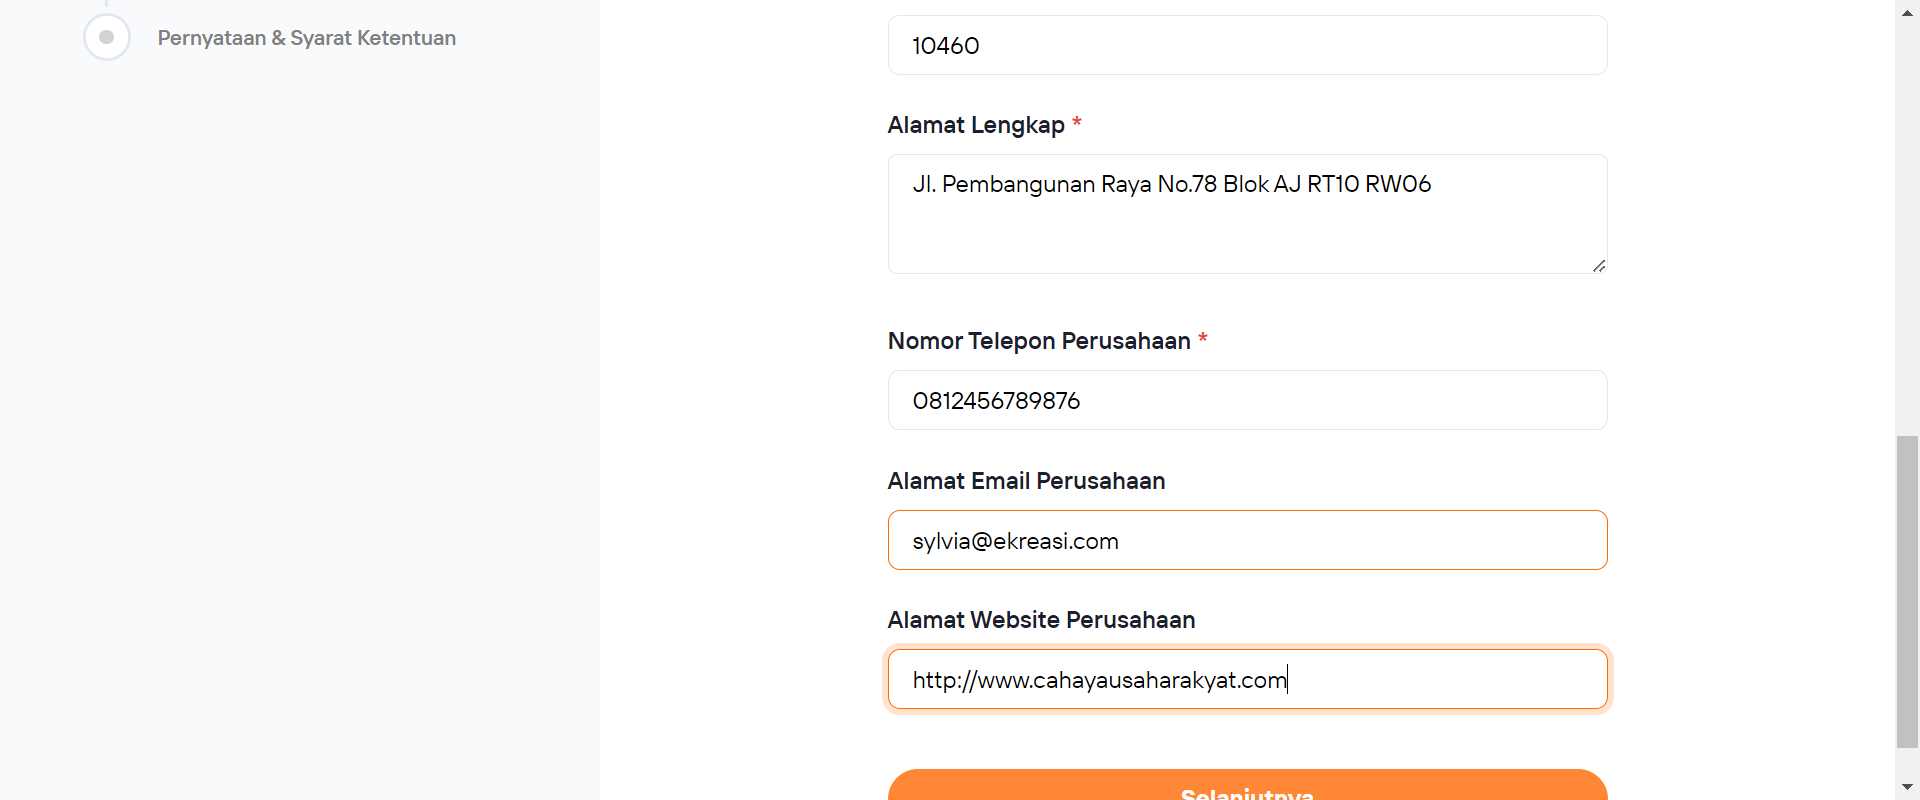 Pernyataan & Syarat Ketentuan
10460
Alamat Lengkap *
Jl. Pembangunan Raya No.78 Blok AJ RT10 RW06
Nomor Telepon Perusahaan *
0812456789876
Alamat Email Perusahaan
sylvia@ekreasi.com
Alamat Website Perusahaan
http://www.cahayausaharakyat.com
Selanjutnya